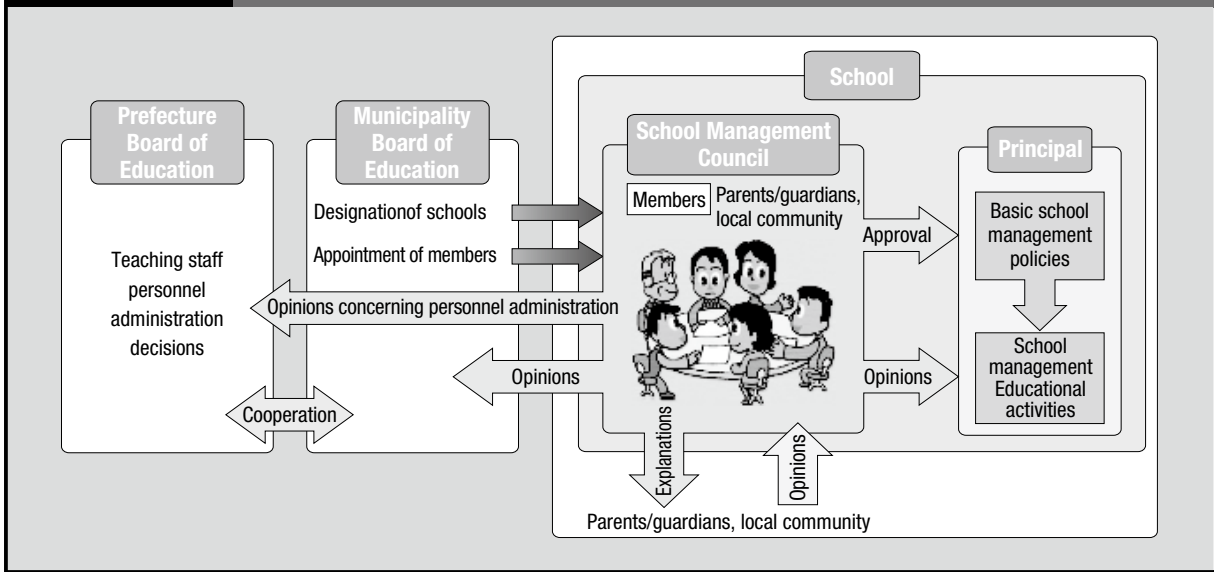 School
Prefecture
Board of
Education
Municipality
Board of
Education
School Management
Council
Principal
Members
Parents/guardians,
local community
Designationof schools
Appointment of members
Approval
Basic school
management
policies
Teaching staff
personnel
administration
decisions
Opinions concerning personnel administration
Opinions
Opinions
School
management
Educational
activities
Cooperation
Explanations
Opinions
Parents/guardians, local community